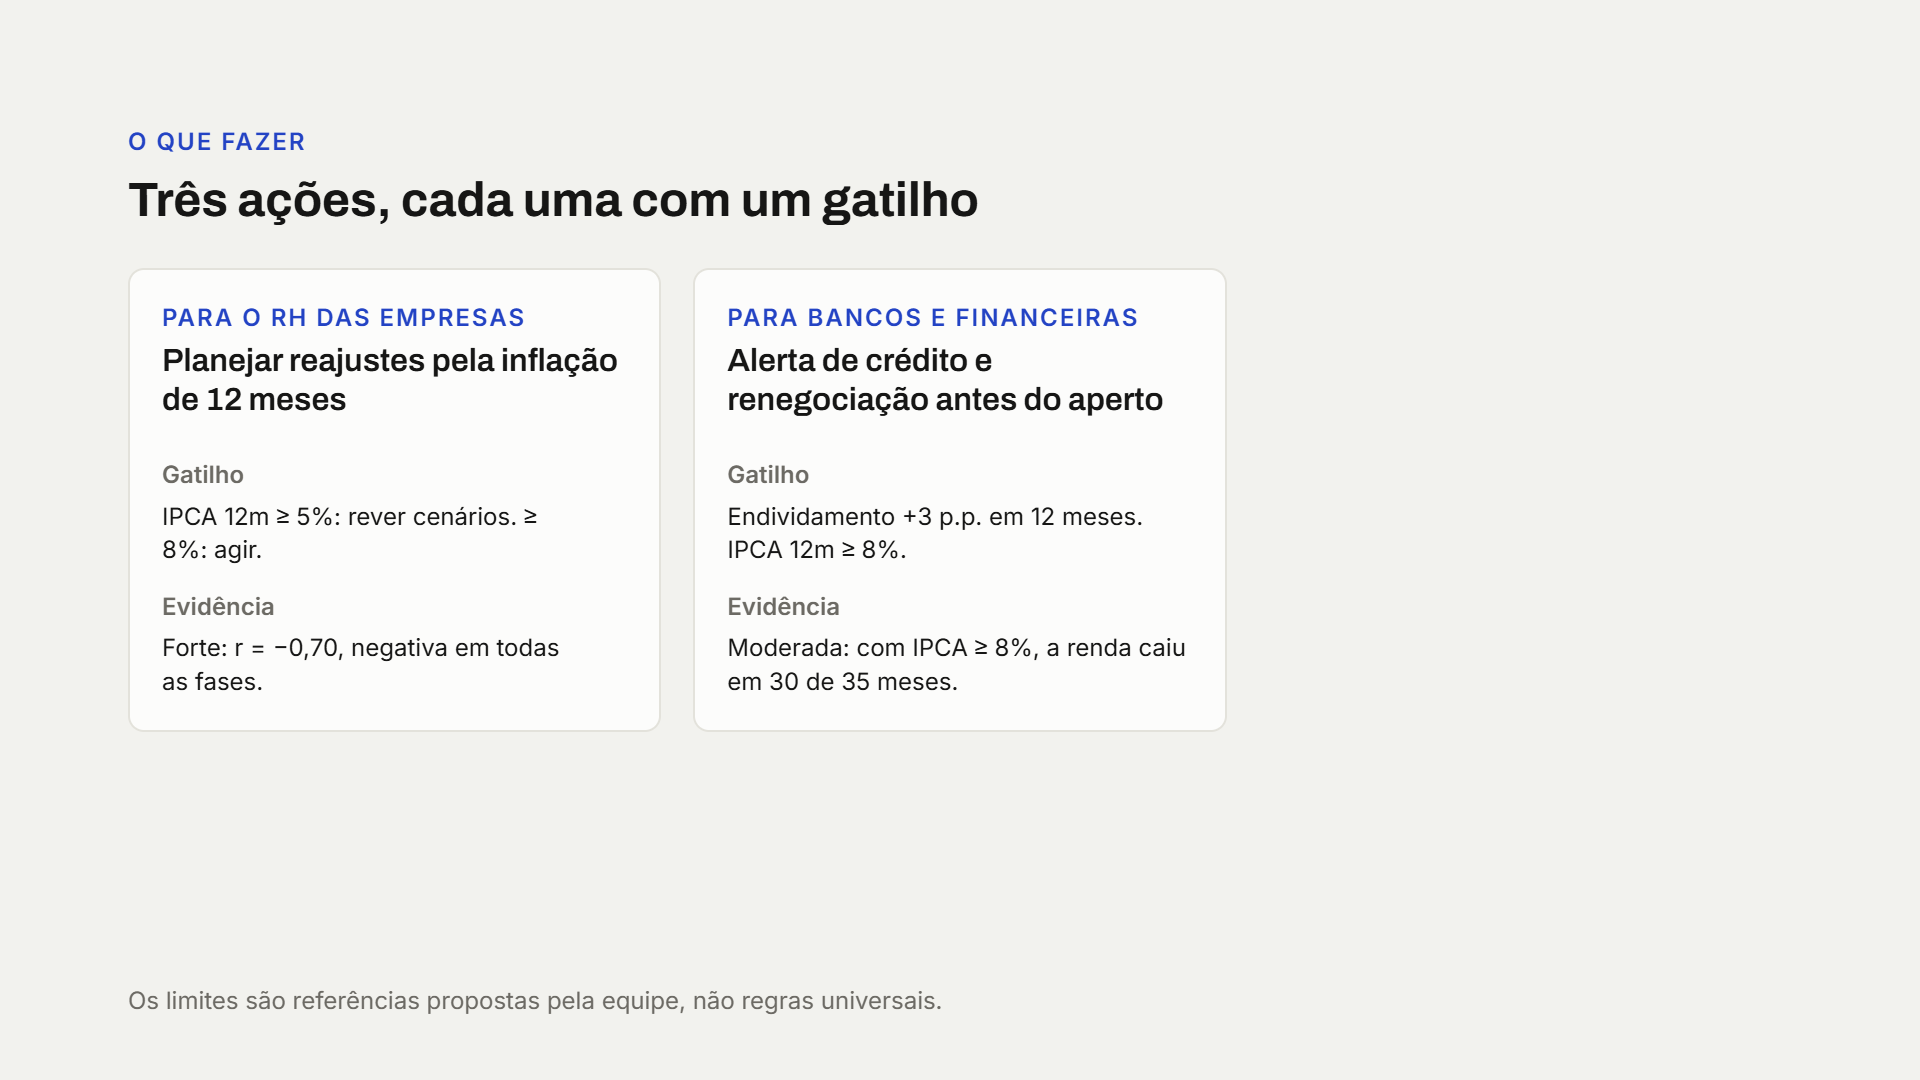 O QUE FAZER
Três ações, cada uma com um gatilho
PARA O RH DAS EMPRESAS
Planejar reajustes pela inflação
de 12 meses
Gatilho
IPCA 12m ≥ 5%: rever cenários. ≥
8%: agir.
Evidência
Forte: r = −0,70, negativa em todas
as fases.
PARA BANCOS E FINANCEIRAS
Alerta de crédito e
renegociação antes do aperto
Gatilho
Endividamento +3 p.p. em 12 meses.
IPCA 12m ≥ 8%.
Evidência
Moderada: com IPCA ≥ 8%, a renda caiu
em 30 de 35 meses.
Os limites são referências propostas pela equipe, não regras universais.